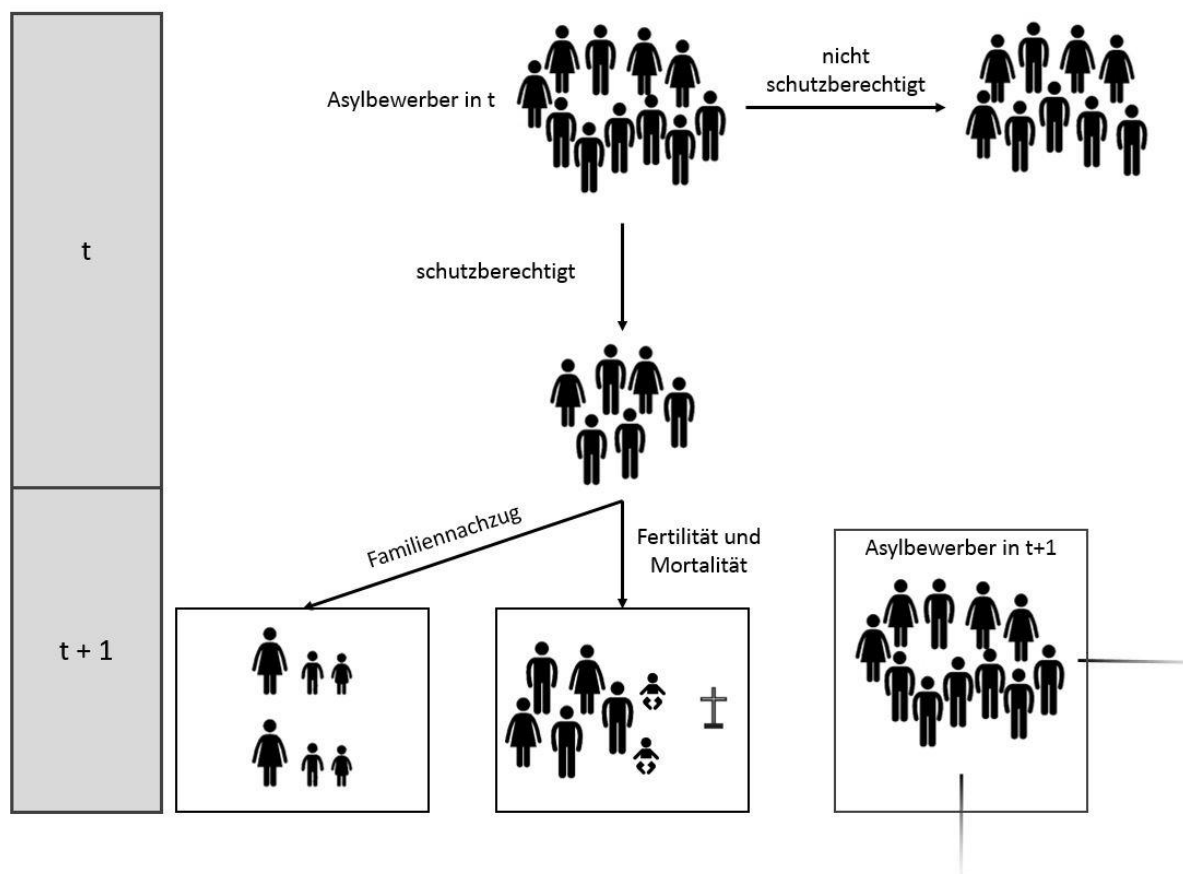 nicht
schutzberechtigt
Asylbewerber in t
t
schutzberechtigt
Familiennachzug
Fertilität und
Mortalität
Asylbewerber in t+1
t + 1